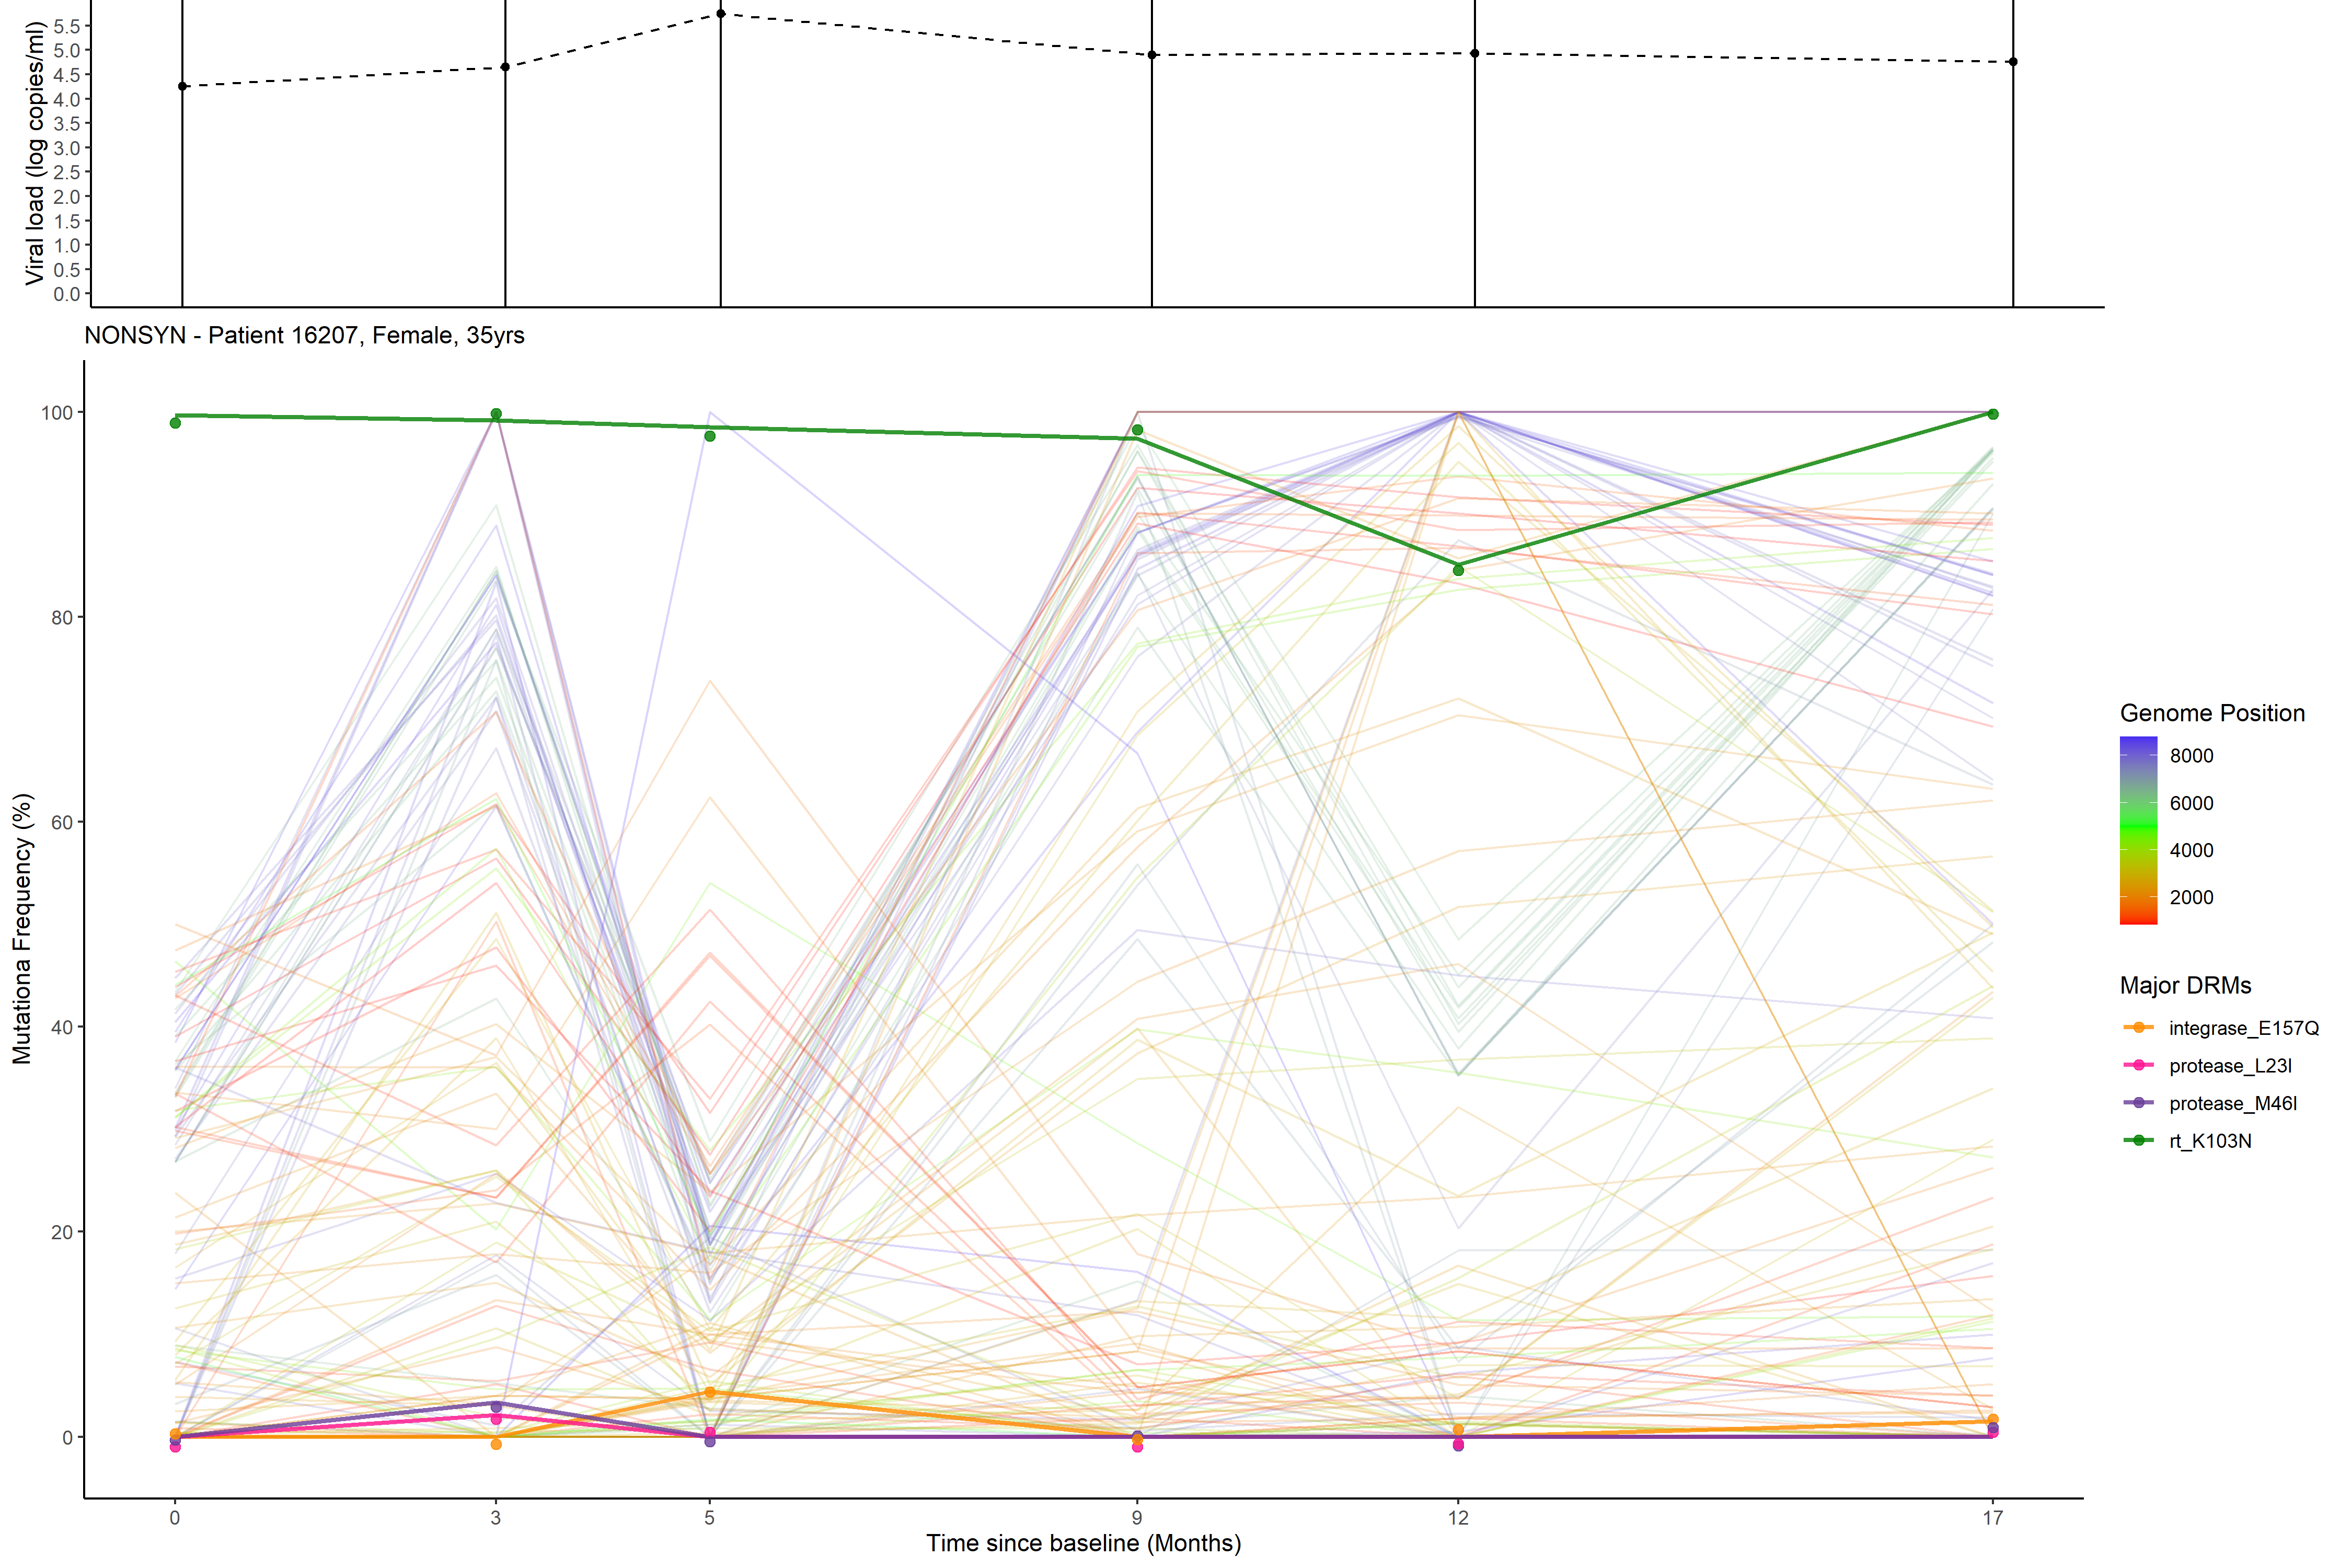 Viral load (log copies/ml)
5.5
5.0
4.5
4.0
3.5
3.0
2.5
2.0
1.5
1.0
0.5
0.0
NONSYN - Patient 16207, Female, 35yrs
Mutationa Frequency (%)
100
80
60
40
20
0
0 3 5 9 12 17
Time since baseline (Months)
Genome Position
8000
6000
4000
2000
Major DRMs
integrase_E157Q
protease_L23I
protease_M46I
rt_K103N